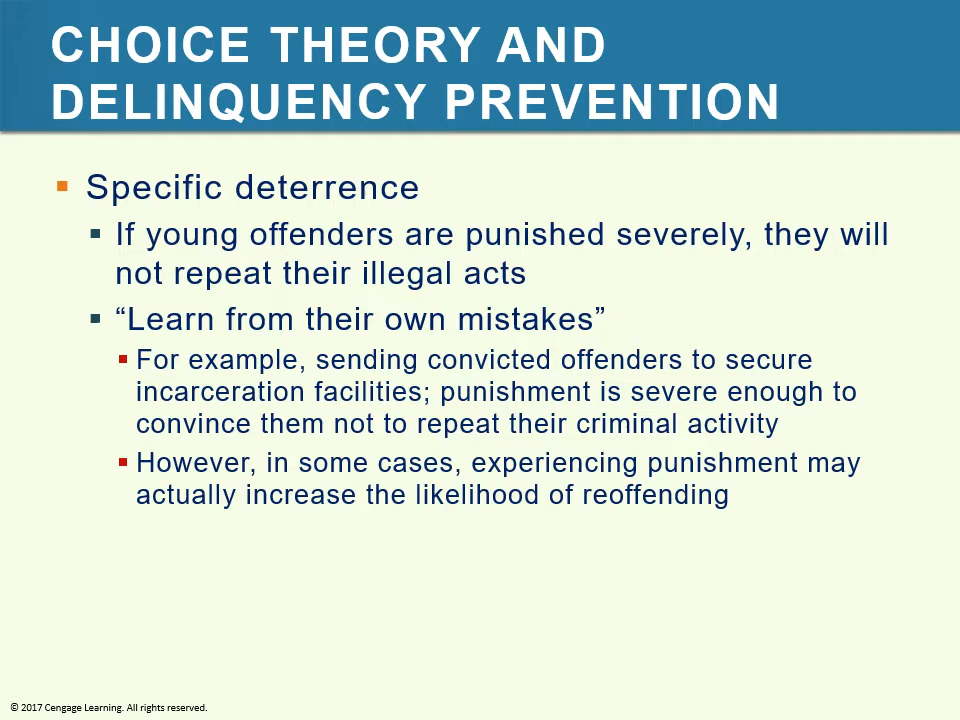 CHOICE THEORY AND
DELINQUENCY PREVENTION
Specific deterrence
If young offenders are punished severely, they will
not repeat their illegal acts
“Learn from their own mistakes”
For example, sending convicted offenders to secure
incarceration facilities; punishment is severe enough to
convince them not to repeat their criminal activity
However, in some cases, experiencing punishment may
actually increase the likelihood of reoffending
© 2017 Cengage Learning. All rights reserved.